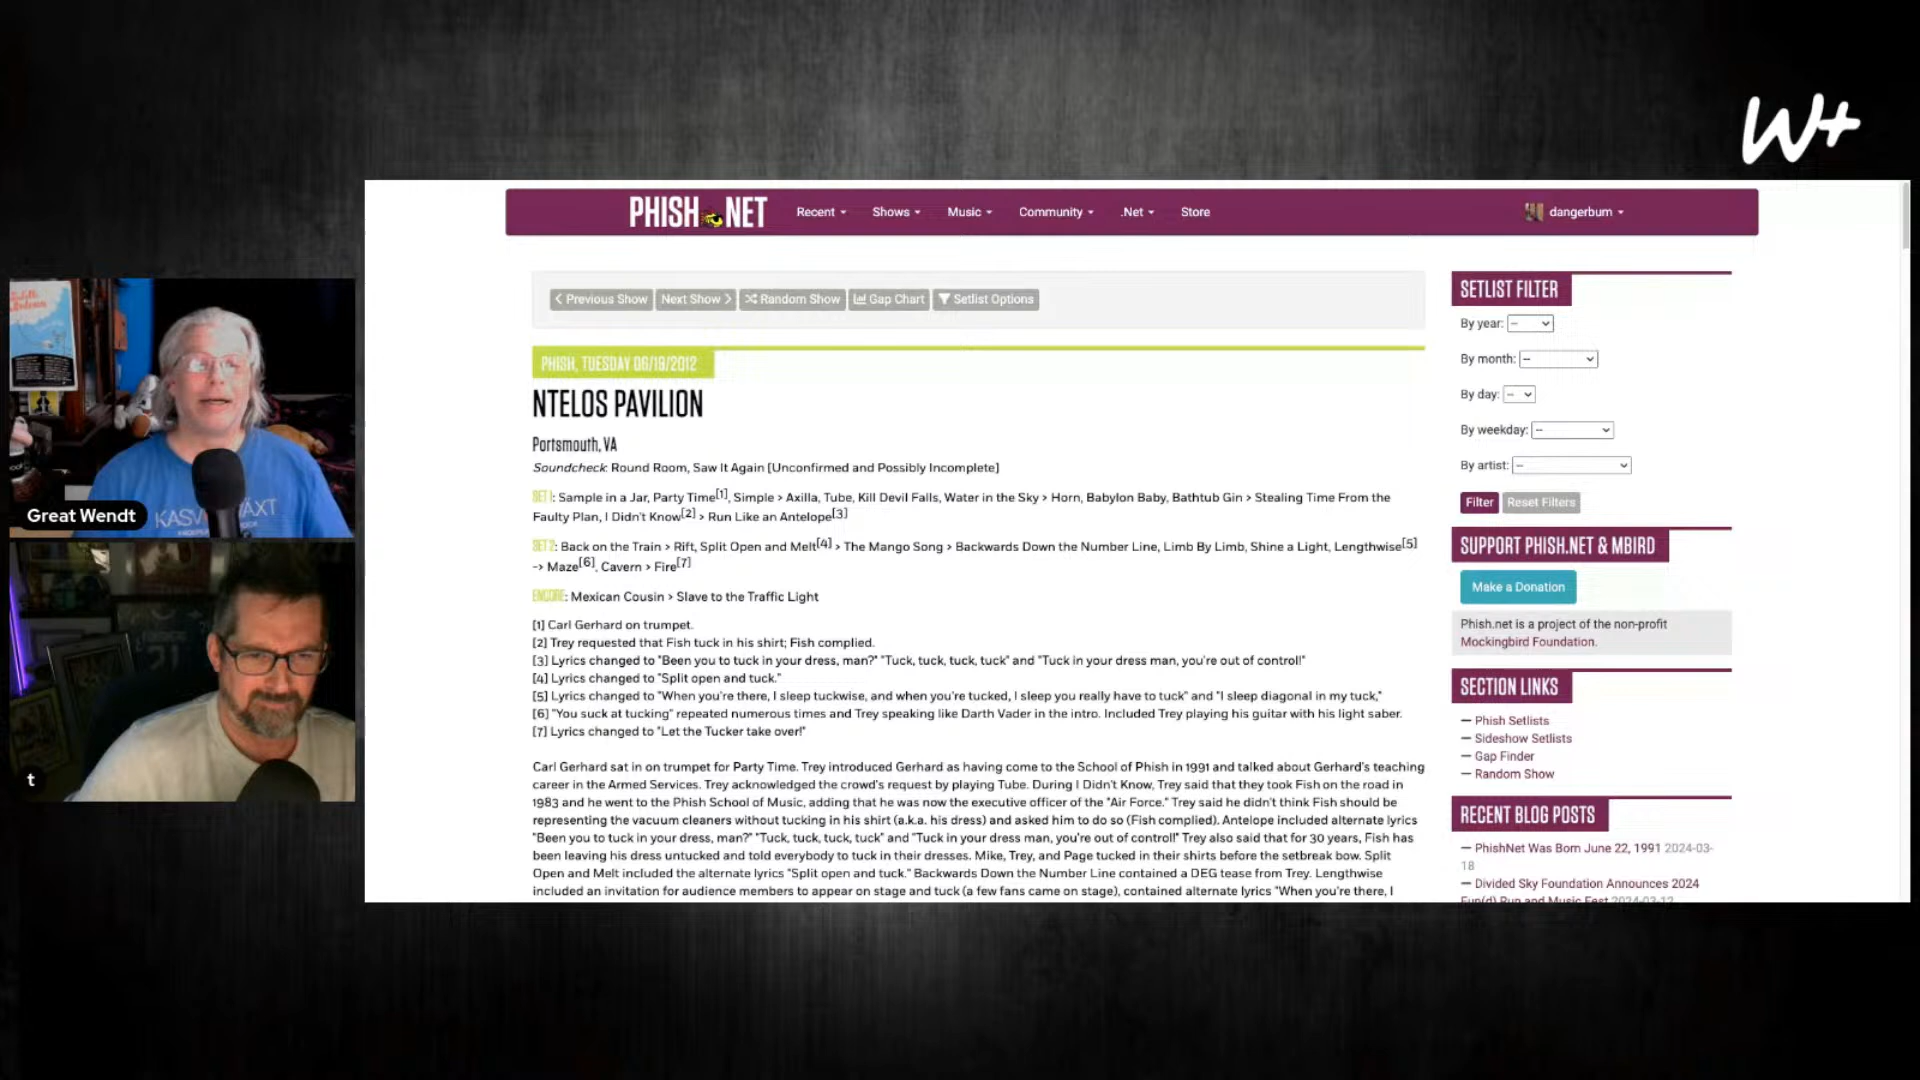 W+
PHISH.NET Recent Shows Music Community .Net Store dangerbum
Previous Show Next Show Random Show Gap Chart Setlist Options
PHISH, TUESDAY 06/19/2012
NTELOS PAVILION
Portsmouth, VA
Soundcheck: Round Room, Saw It Again [Unconfirmed and Possibly Incomplete]
SET 1: Sample in a Jar, Party Time[1], Simple > Axilla, Tube, Kill Devil Falls, Water in the Sky > Horn, Babylon Baby, Bathtub Gin > Stealing Time From the
Faulty Plan, I Didn't Know[2] > Run Like an Antelope[3]
SET 2: Back on the Train > Rift, Split Open and Melt[4] > The Mango Song > Backwards Down the Number Line, Limb By Limb, Shine a Light, Lengthwise[5]
-> Maze[6], Cavern > Fire[7]
ENCORE: Mexican Cousin > Slave to the Traffic Light
[1] Carl Gerhard on trumpet.
[2] Trey requested that Fish tuck in his shirt; Fish complied.
[3] Lyrics changed to "Been you to tuck in your dress, man?" "Tuck, tuck, tuck, tuck" and "Tuck in your dress man, you're out of control!"
[4] Lyrics changed to "Split open and tuck."
[5] Lyrics changed to "When you're there, I sleep tuckwise, and when you're tucked, I sleep you really have to tuck" and "I sleep diagonal in my tuck,"
[6] "You suck at tucking" repeated numerous times and Trey speaking like Darth Vader in the intro. Included Trey playing his guitar with his light saber.
[7] Lyrics changed to "Let the Tucker take over!"
Carl Gerhard sat in on trumpet for Party Time. Trey introduced Gerhard as having come to the School of Phish in 1991 and talked about Gerhard's teaching
career in the Armed Services. Trey acknowledged the crowd's request by playing Tube. During I Didn't Know, Trey said that they took Fish on the road in
1983 and he went to the Phish School of Music, adding that he was now the executive officer of the "Air Force." Trey said he didn't think Fish should be
representing the vacuum cleaners without tucking in his shirt (a.k.a. his dress) and asked him to do so (Fish complied). Antelope included alternate lyrics
"Been you to tuck in your dress, man?" "Tuck, tuck, tuck, tuck" and "Tuck in your dress man, you're out of control!" Trey also said that for 30 years, Fish has
been leaving his dress untucked and told everybody to tuck in their dresses. Mike, Trey, and Page tucked in their shirts before the setbreak bow. Split
Open and Melt included the alternate lyrics "Split open and tuck." Backwards Down the Number Line contained a DEG tease from Trey. Lengthwise
included an invitation for audience members to appear on stage and tuck (a few fans came on stage), contained alternate lyrics "When you're there, I
SETLIST FILTER
By year: --
By month: --
By day: --
By weekday: --
By artist: --
Filter Reset Filters
SUPPORT PHISH.NET & MBIRD
Make a Donation
Phish.net is a project of the non-profit
Mockingbird Foundation.
SECTION LINKS
— Phish Setlists
— Sideshow Setlists
— Gap Finder
— Random Show
RECENT BLOG POSTS
— PhishNet Was Born June 22, 1991 2024-03-
18
— Divided Sky Foundation Announces 2024
Fun(d) Run and Music Fest 2024-03-12
Great Wendt
t